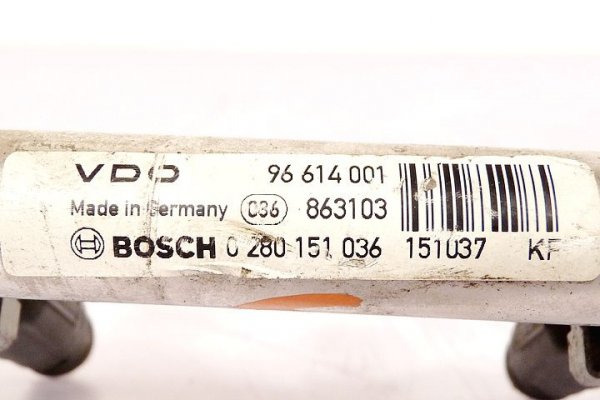 VDO 96 614 001
Made in Germany 036 863103
BOSCH 0 280 151 036 151037 KF